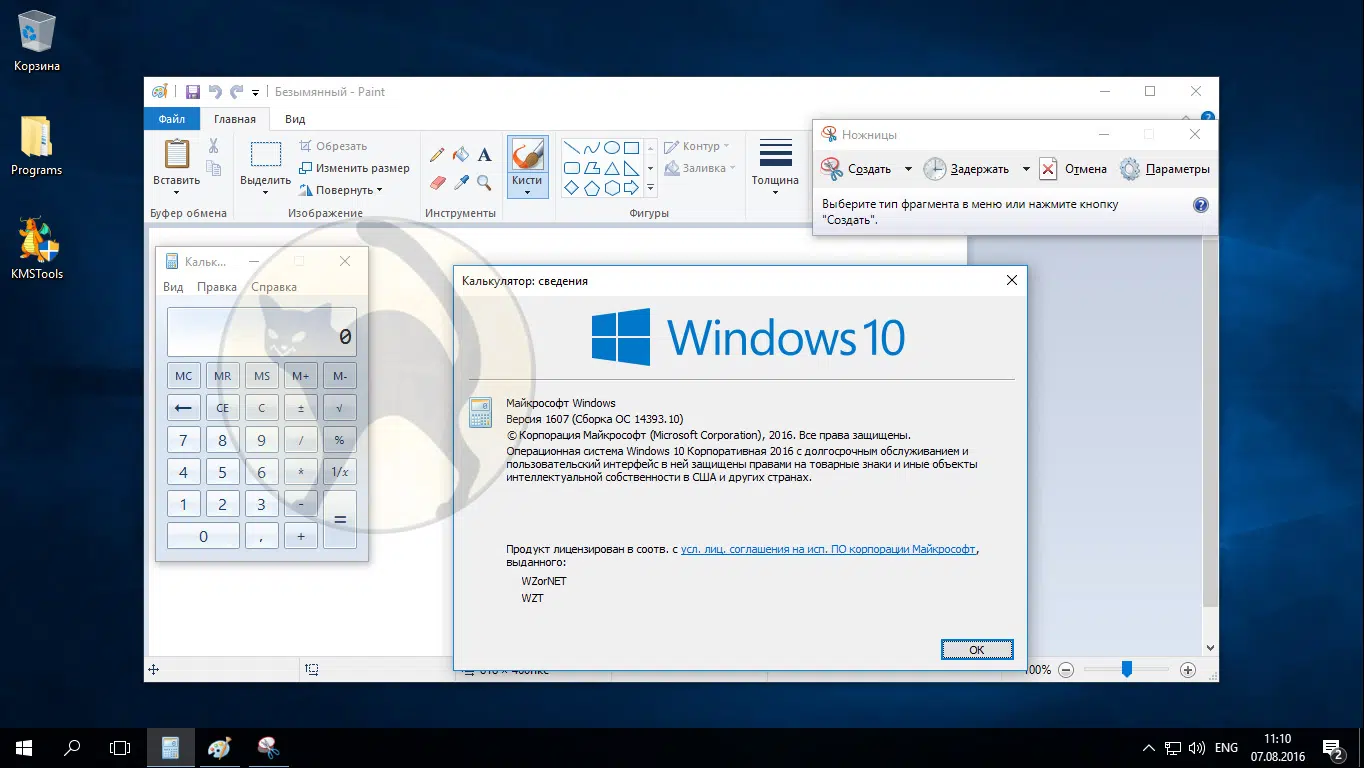 Корзина
Programs
KMSTools
Безымянный - Paint
Файл
Главная
Вид
Вставить
Выделить
Обрезать
Изменить размер
Повернуть
Кисти
Контур
Заливка
Толщина
Буфер обмена
Изображение
Инструменты
Фигуры
Ножницы
Создать
Задержать
Отмена
Параметры
Выберите тип фрагмента в меню или нажмите кнопку
"Создать".
Кальк...
Вид Правка Справка
0
MC MR MS M+ M-
CE C ± √
7 8 9 / %
4 5 6 * 1/x
1 2 3 - =
0 , +
Калькулятор: сведения
Windows 10
Майкрософт Windows
Версия 1607 (Сборка ОС 14393.10)
© Корпорация Майкрософт (Microsoft Corporation), 2016. Все права защищены.
Операционная система Windows 10 Корпоративная 2016 с долгосрочным обслуживанием и
пользовательский интерфейс в ней защищены правами на товарные знаки и иные объекты
интеллектуальной собственности в США и других странах.
Продукт лицензирован в соотв. с усл. лиц. соглашения на исп. ПО корпорации Майкрософт,
выданного:
WZorNET
WZT
OK
100%
ENG
11:10
07.08.2016
2